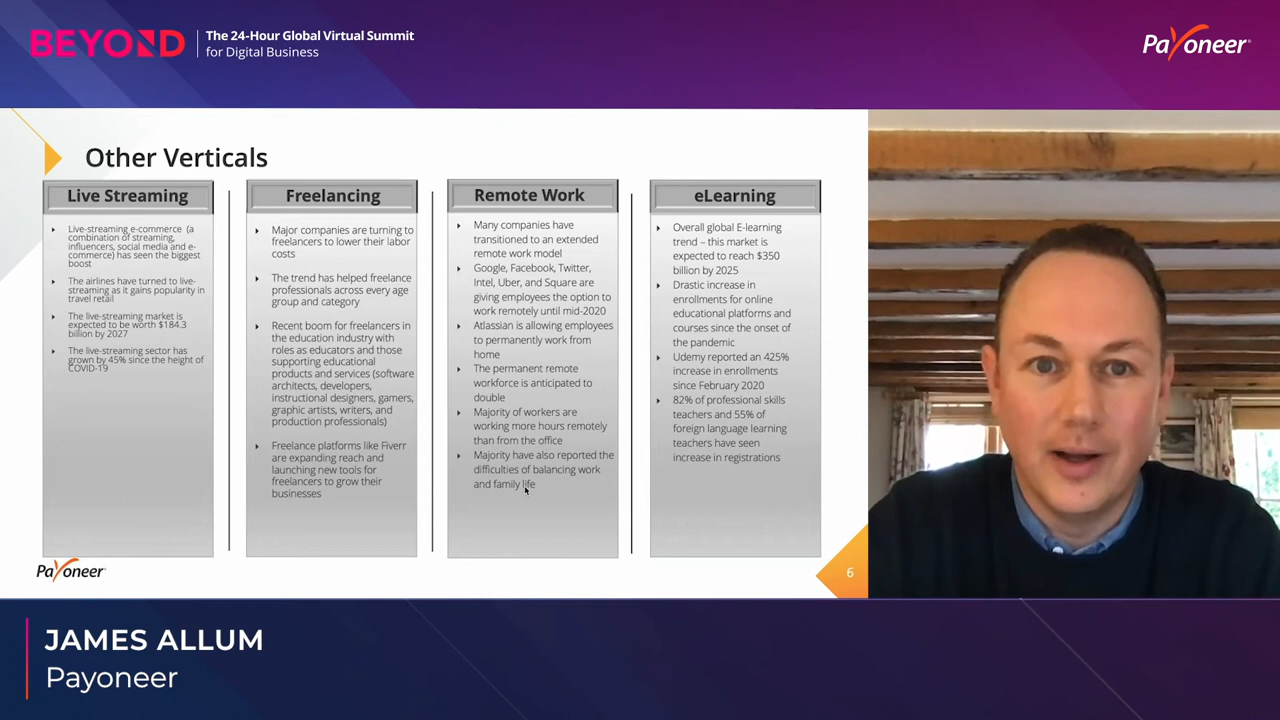 BEYOND
The 24-Hour Global Virtual Summit
for Digital Business
Payoneer
Other Verticals
Live Streaming
Live-streaming e-commerce (a
combination of streaming,
influencers, social media and e-
commerce) has seen the biggest
boost
The airlines have turned to live-
streaming as it gains popularity in
travel retail
The live-streaming market is
expected to be worth $184.3
billion by 2027
The live-streaming sector has
grown by 45% since the height of
COVID-19
Freelancing
Major companies are turning to
freelancers to lower their labor
costs
The trend has helped freelance
professionals across every age
group and category
Recent boom for freelancers in
the education industry with
roles as educators and those
supporting educational
products and services (software
architects, developers,
instructional designers, gamers,
graphic artists, writers, and
production professionals)
Freelance platforms like Fiverr
are expanding reach and
launching new tools for
freelancers to grow their
businesses
Remote Work
Many companies have
transitioned to an extended
remote work model
Google, Facebook, Twitter,
Intel, Uber, and Square are
giving employees the option to
work remotely until mid-2020
Atlassian is allowing employees
to permanently work from
home
The permanent remote
workforce is anticipated to
double
Majority of workers are
working more hours remotely
than from the office
Majority have also reported the
difficulties of balancing work
and family life
eLearning
Overall global E-learning
trend – this market is
expected to reach $350
billion by 2025
Drastic increase in
enrollments for online
educational platforms and
courses since the onset of
the pandemic
Udemy reported an 425%
increase in enrollments
since February 2020
82% of professional skills
teachers and 55% of
foreign language learning
teachers have seen
increase in registrations
Payoneer
6
JAMES ALLUM
Payoneer